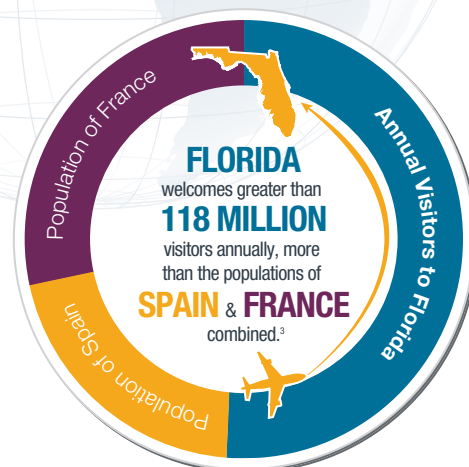 Population of France
Annual Visitors to Florida
Population of Spain
FLORIDA
welcomes greater than
118 MILLION
visitors annually, more
than the populations of
SPAIN & FRANCE
combined.³